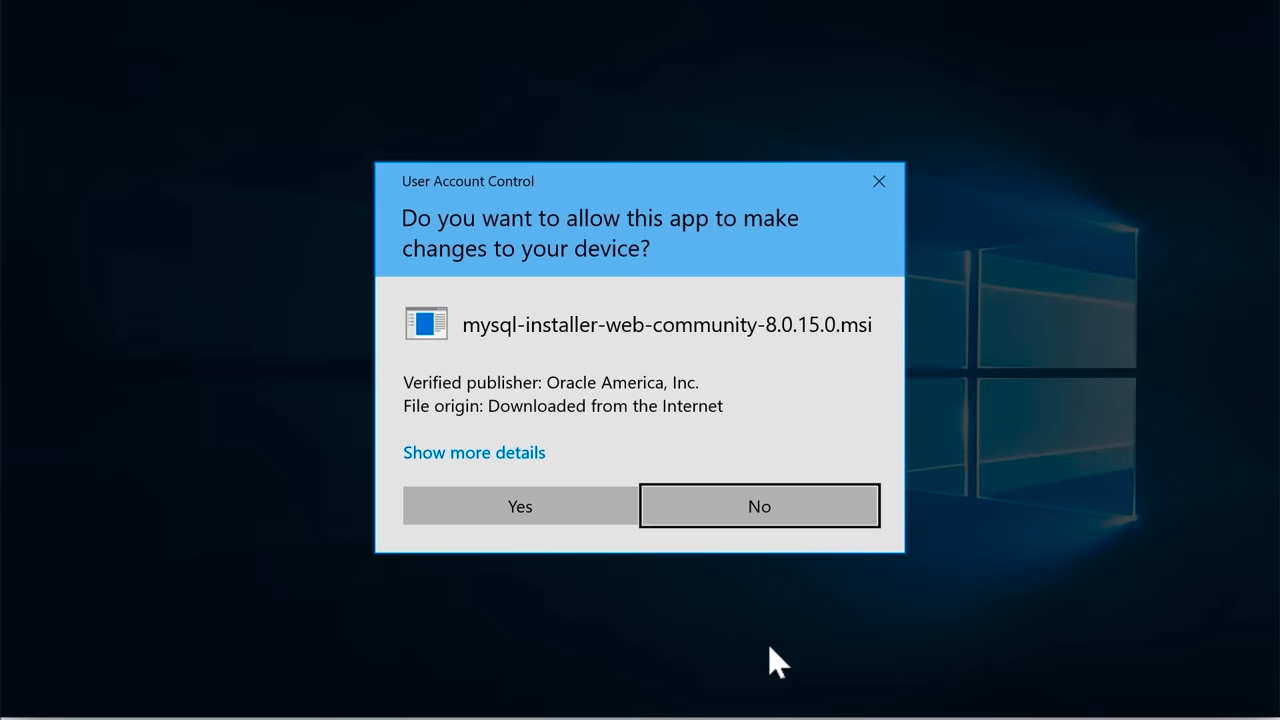 User Account Control
Do you want to allow this app to make
changes to your device?
mysql-installer-web-community-8.0.15.0.msi
Verified publisher: Oracle America, Inc.
File origin: Downloaded from the Internet
Show more details
Yes
No